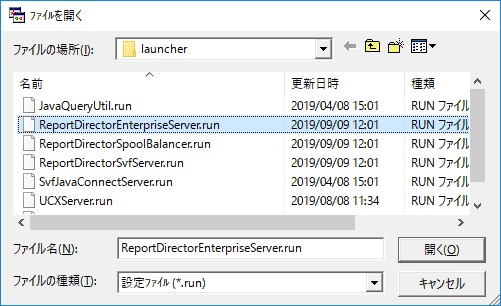 ファイルを開く
ファイルの場所(I): launcher
名前 更新日時 種類
JavaQueryUtil.run 2019/04/08 15:01 RUN ファイル
ReportDirectorEnterpriseServer.run 2019/09/09 12:01 RUN ファイル
ReportDirectorSpoolBalancer.run 2019/09/09 12:01 RUN ファイル
ReportDirectorSvfServer.run 2019/09/09 12:01 RUN ファイル
SvfJavaConnectServer.run 2019/04/08 15:01 RUN ファイル
UCXServer.run 2019/08/08 11:34 RUN ファイル
ファイル名(N): ReportDirectorEnterpriseServer.run 開く(O)
ファイルの種類(T): 設定ファイル (*.run) キャンセル